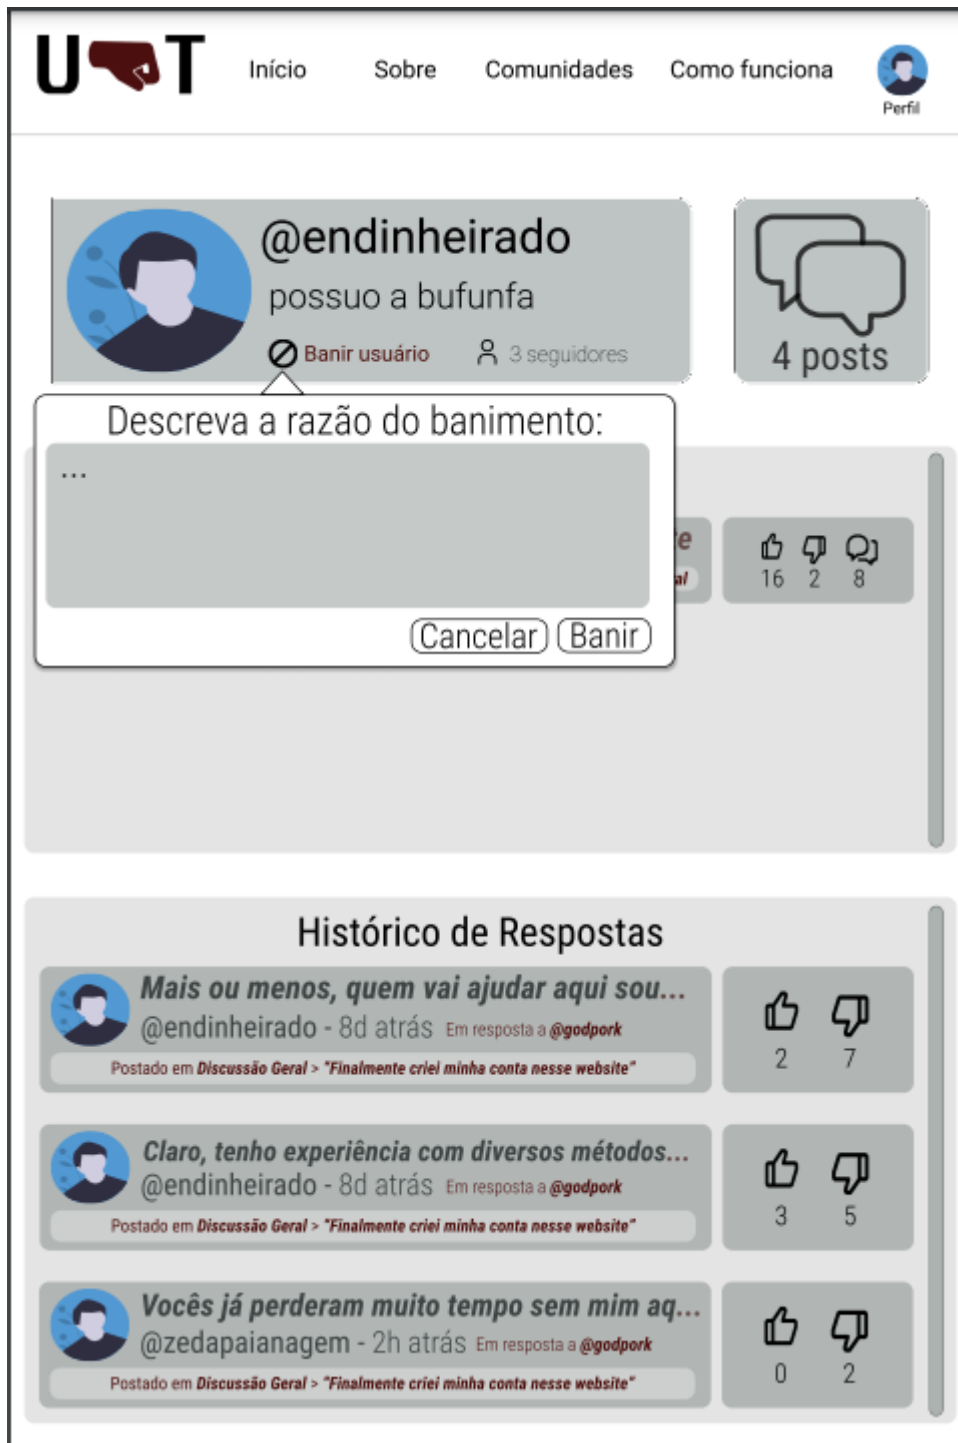 U T
Início Sobre Comunidades Como funciona
Perfil
@endinheirado
possuo a bufunfa
Banir usuário 3 seguidores
4 posts
Descreva a razão do banimento:
...
Cancelar Banir
16 2 8
Histórico de Respostas
Mais ou menos, quem vai ajudar aqui sou...
@endinheirado - 8d atrás Em resposta a @godpork
Postado em Discussão Geral > "Finalmente criei minha conta nesse website"
2 7
Claro, tenho experiência com diversos métodos...
@endinheirado - 8d atrás Em resposta a @godpork
Postado em Discussão Geral > "Finalmente criei minha conta nesse website"
3 5
Vocês já perderam muito tempo sem mim aq...
@zedapaianagem - 2h atrás Em resposta a @godpork
Postado em Discussão Geral > "Finalmente criei minha conta nesse website"
0 2